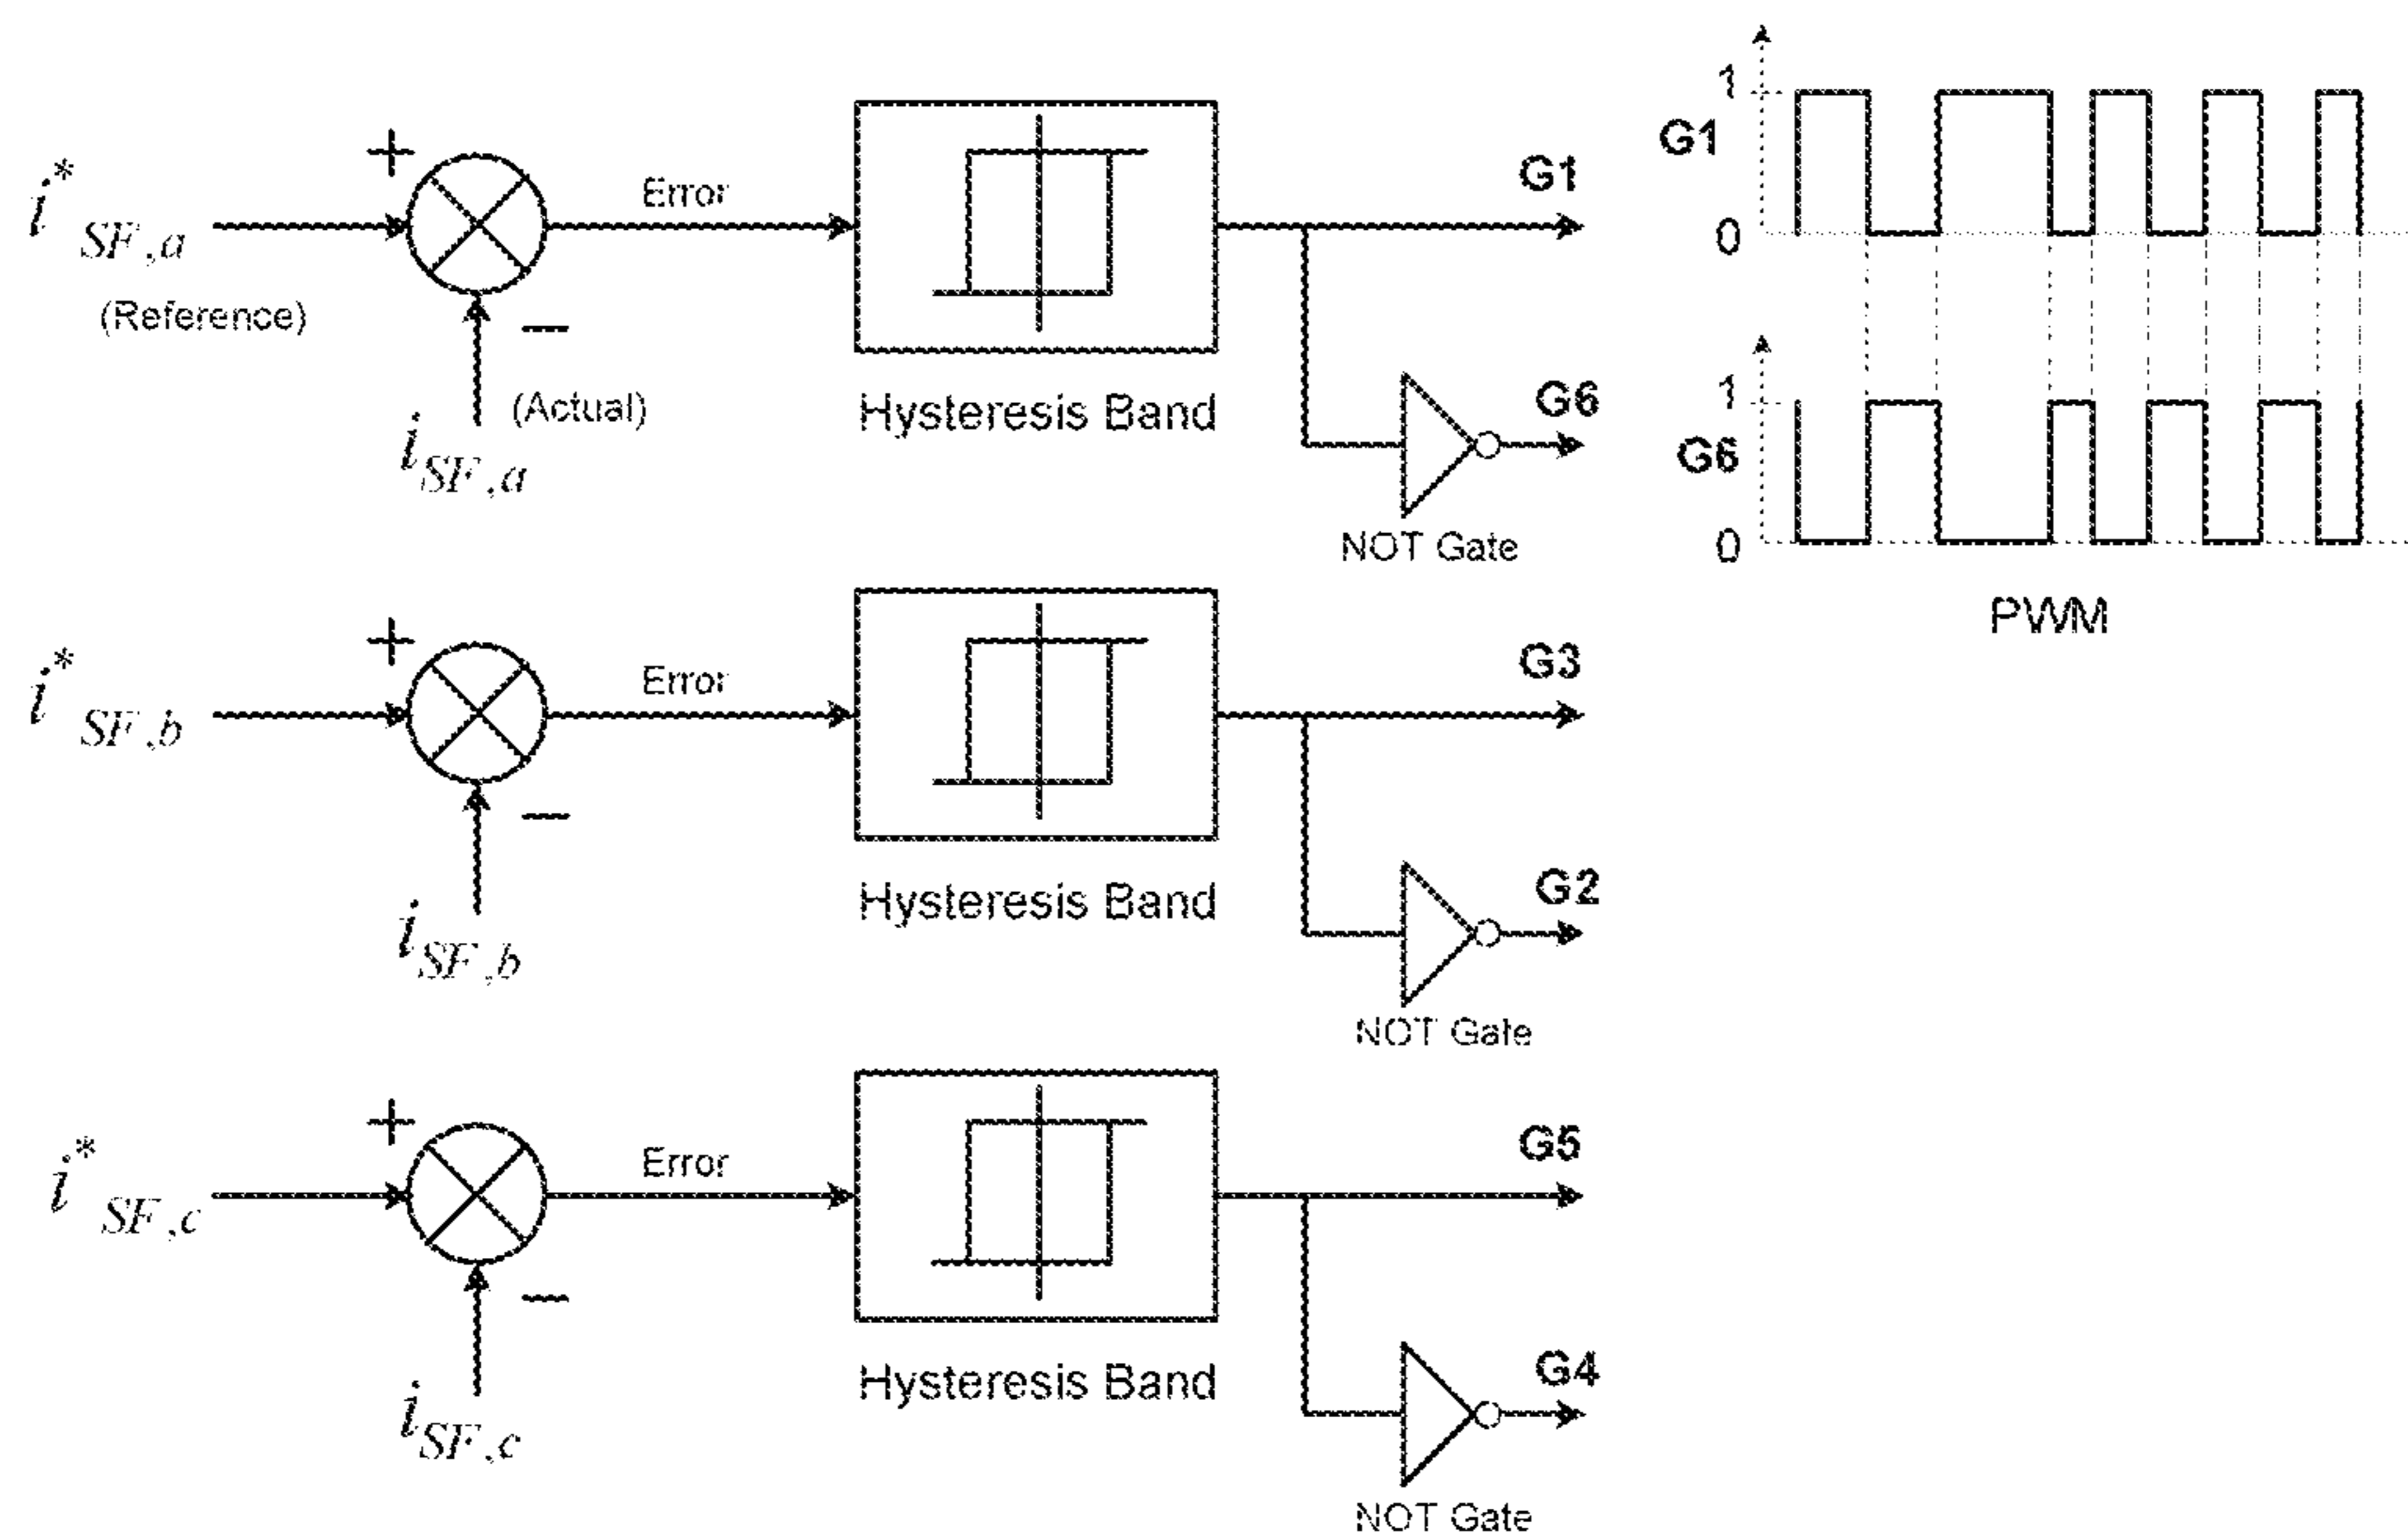 1
G1
0
i*SF,a
+
Error
G1
(Reference)
−
(Actual)
iSF,a
Hysteresis Band
G6
NOT Gate
1
G6
0
PWM
i*SF,b
+
Error
G3
−
iSF,b
Hysteresis Band
G2
NOT Gate
i*SF,c
+
Error
G5
−
iSF,c
Hysteresis Band
G4
NOT Gate